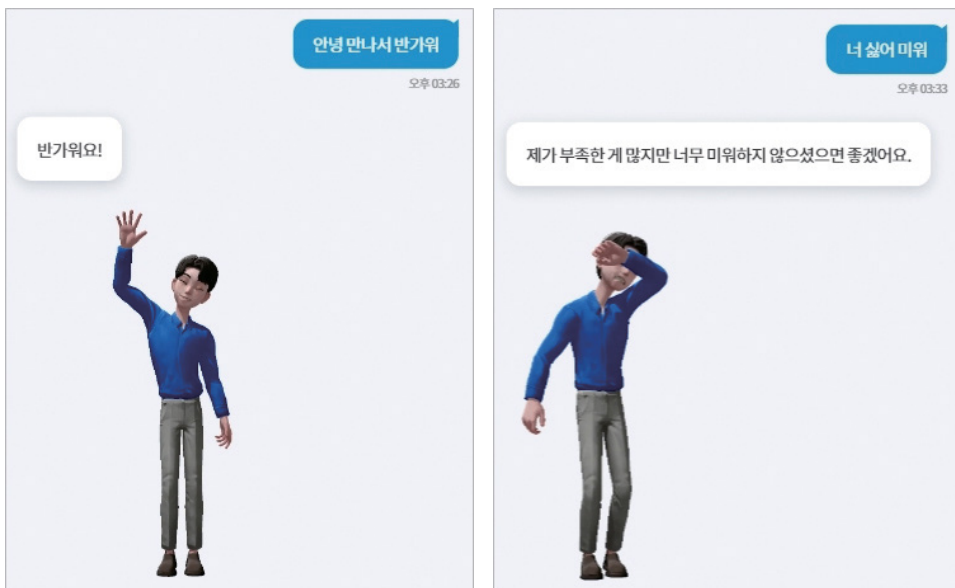 안녕 만나서 반가워
오후 03:26
반가워요!
너 싫어 미워
오후 03:33
제가 부족한 게 많지만 너무 미워하지 않으셨으면 좋겠어요.